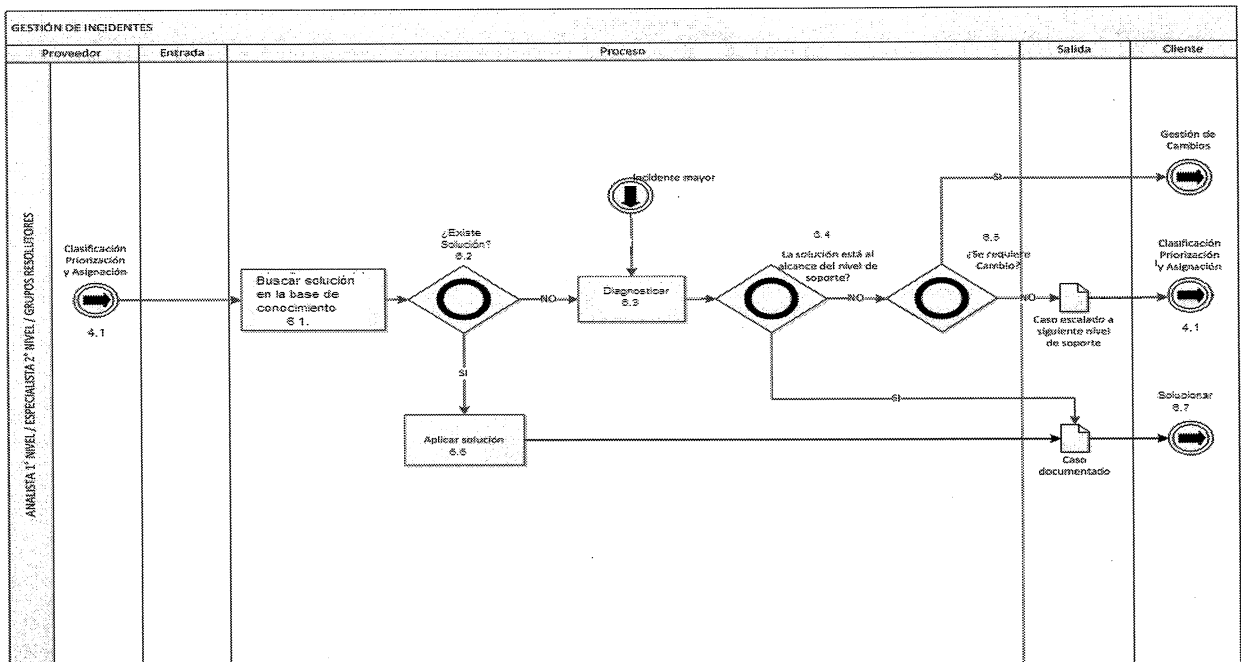 GESTIÓN DE INCIDENTES
Proveedor
Entrada
Proceso
Salida
Cliente
ANALISTA 1° NIVEL / ESPECIALISTA 2° NIVEL / GRUPOS RESOLUTORES
Clasificación
Priorización
y Asignación
4.1
Buscar solución
en la base de
conocimiento
6 1.
¿Existe
Solución?
6.2
NO
SI
Aplicar solución
6.6
Incidente mayor
Diagnosticar
6.3
6.4
La solución está al
alcance del nivel de
soporte?
NO
SI
6.5
¿Se requiere
Cambio?
SI
NO
Caso escalado a
siguiente nivel
de soporte
Caso
documentado
Gestión de
Cambios
Clasificación
Priorización
y Asignación
4.1
Solucionar
6.7